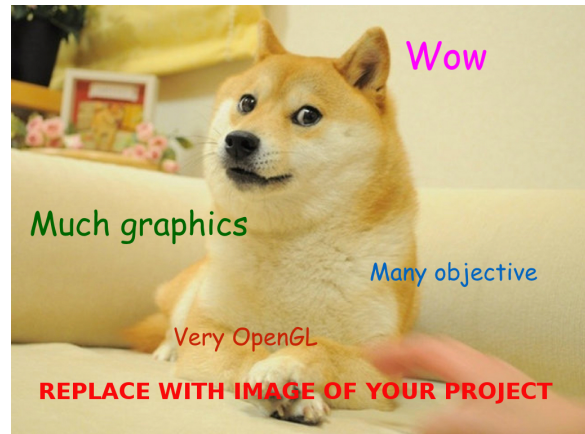 Wow
Much graphics
Many objective
Very OpenGL
REPLACE WITH IMAGE OF YOUR PROJECT